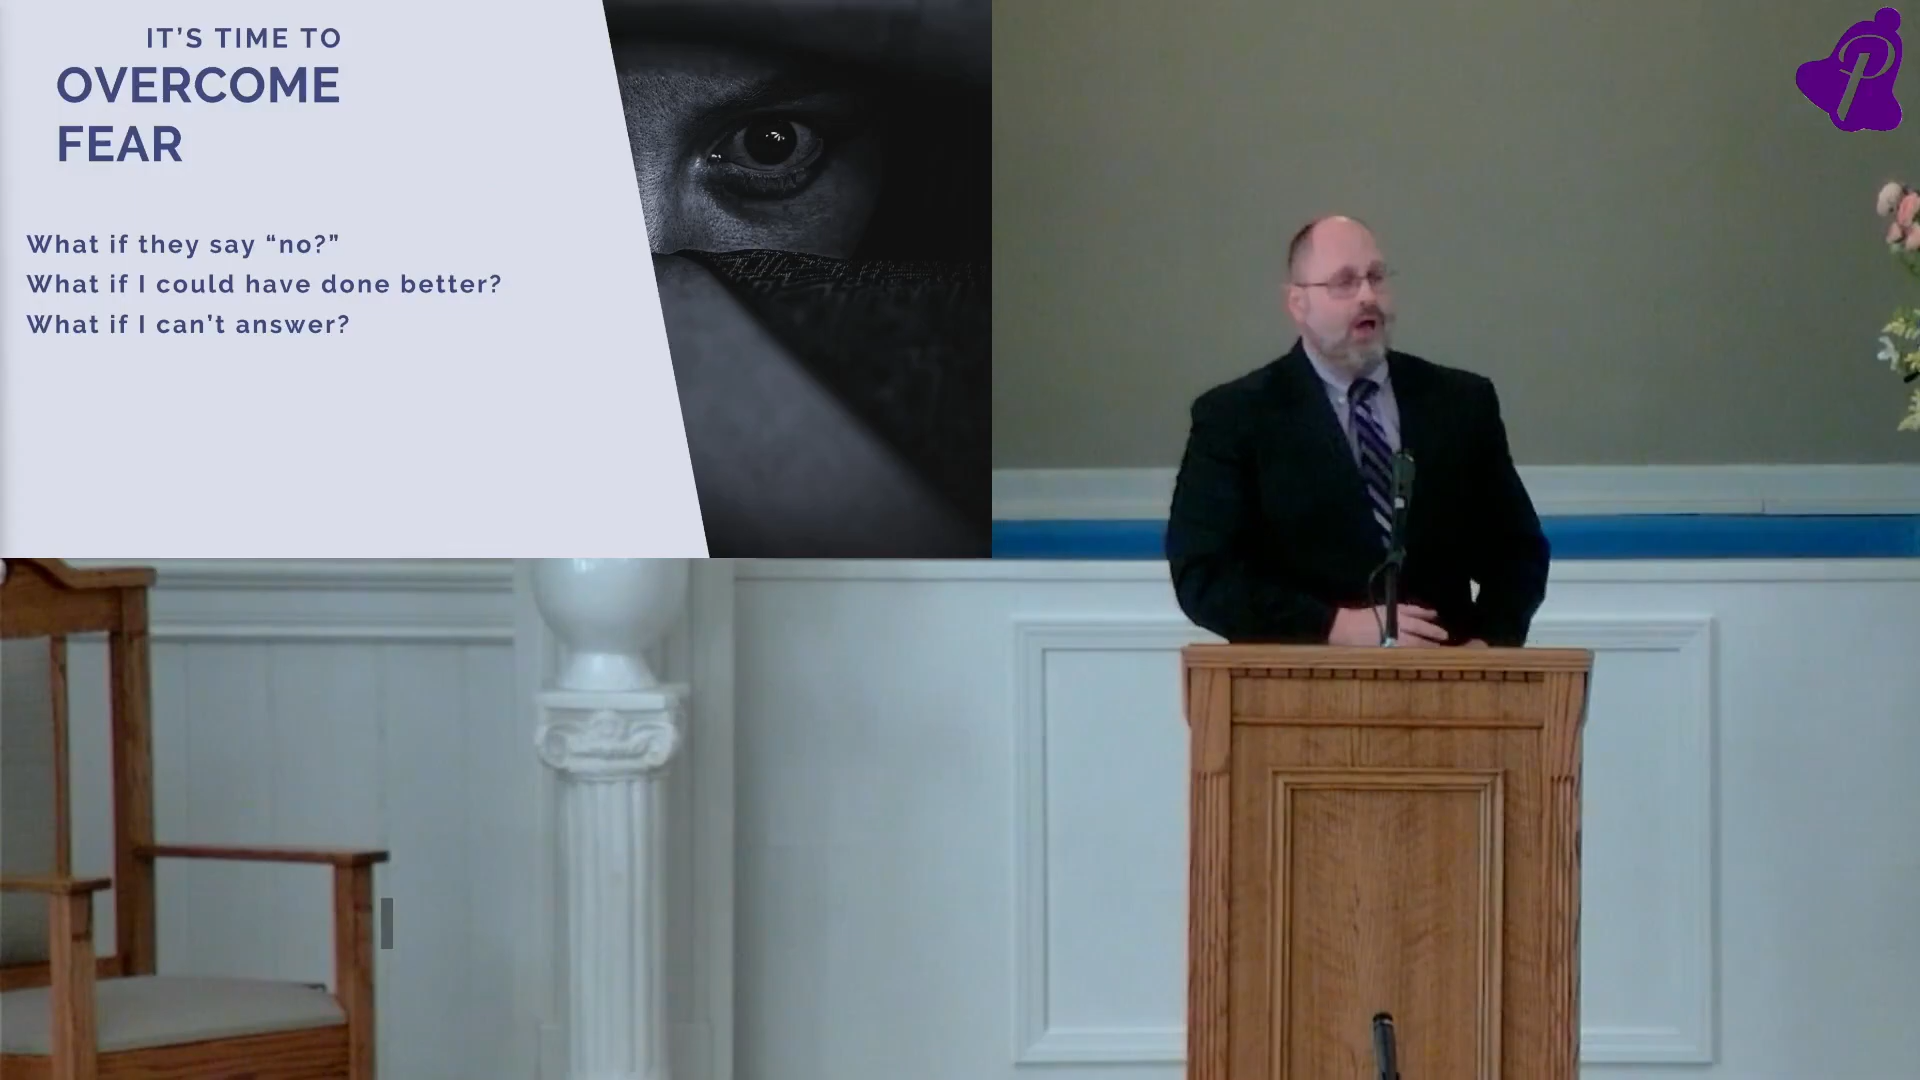 IT’S TIME TO
OVERCOME
FEAR
What if they say “no?”
What if I could have done better?
What if I can’t answer?
P